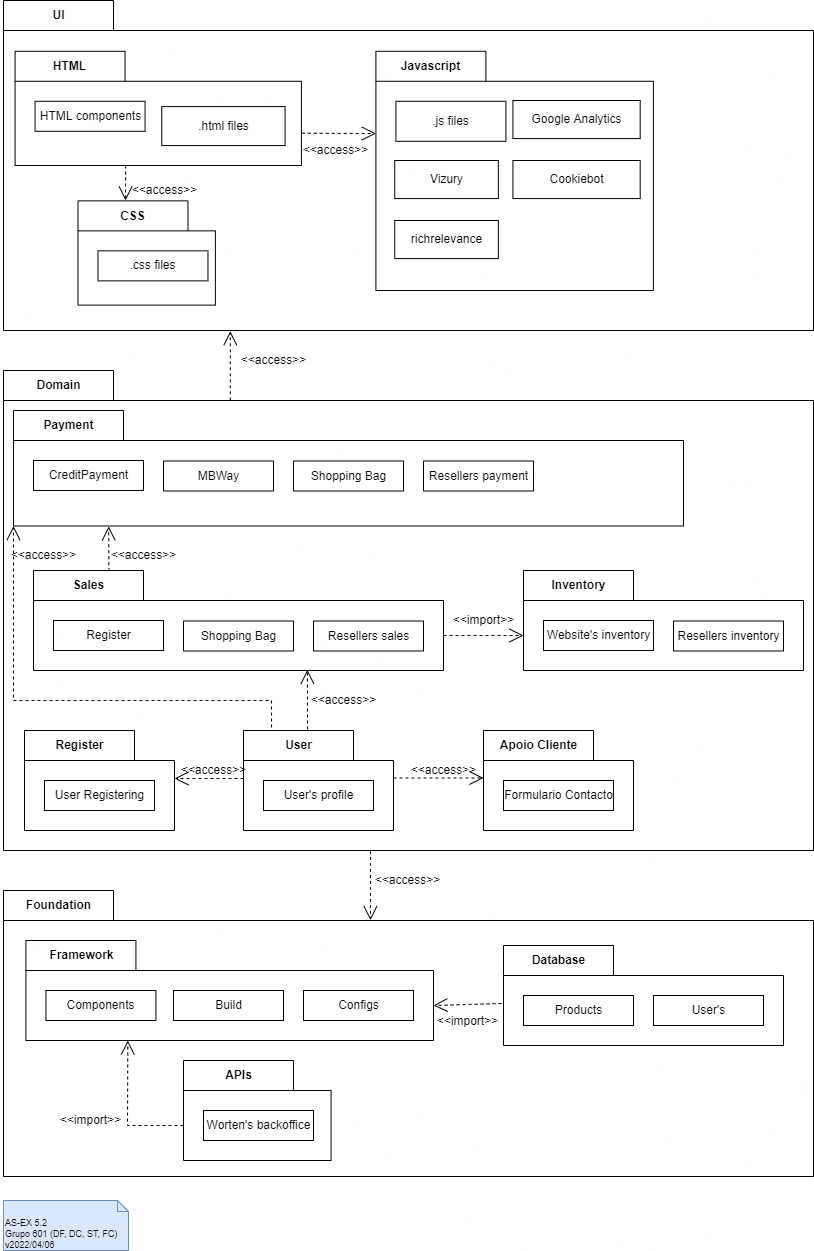 UI
HTML
Javascript
HTML components
.html files
.js files
Google Analytics
<<access>>
Vizury
Cookiebot
<<access>>
CSS
richrelevance
.css files
<<access>>
Domain
Payment
CreditPayment
MBWay
Shopping Bag
Resellers payment
<<access>>
<<access>>
Sales
Inventory
<<import>>
Register
Shopping Bag
Resellers sales
Website's inventory
Resellers inventory
<<access>>
Register
User
Apoio Cliente
<<access>>
<<access>>
User Registering
User's profile
Formulario Contacto
<<access>>
Foundation
Framework
Database
Components
Build
Configs
Products
User's
<<import>>
APIs
<<import>>
Worten's backoffice
AS-EX 5.2
Grupo 601 (DF, DC, ST, FC)
v2022/04/06